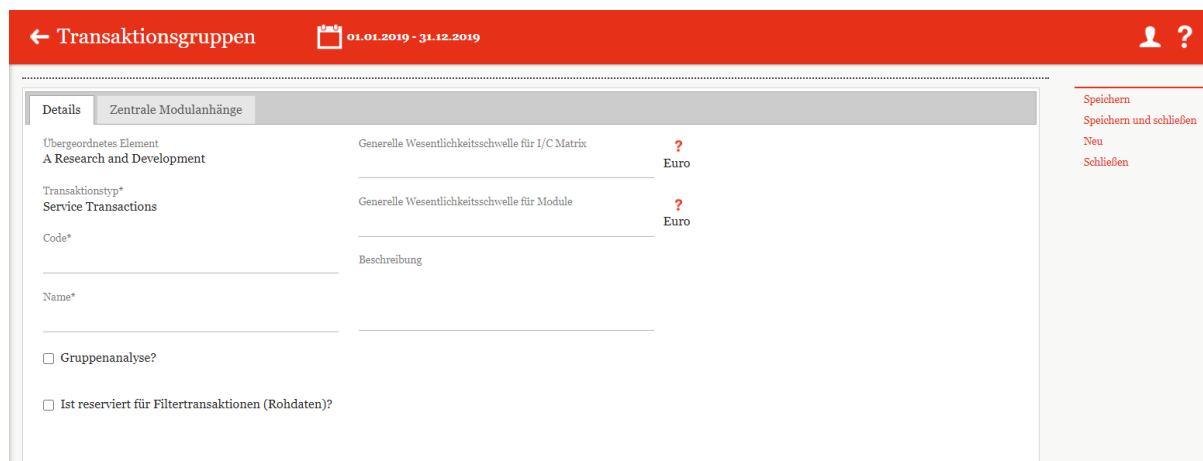 ← Transaktionsgruppen 01.01.2019 - 31.12.2019 ?
Details Zentrale Modulanhänge
Übergeordnetes Element
A Research and Development
Transaktionstyp*
Service Transactions
Code*
Name*
Gruppenanalyse?
Ist reserviert für Filtertransaktionen (Rohdaten)?
Generelle Wesentlichkeitsschwelle für I/C Matrix ?
Euro
Generelle Wesentlichkeitsschwelle für Module ?
Euro
Beschreibung
Speichern
Speichern und schließen
Neu
Schließen